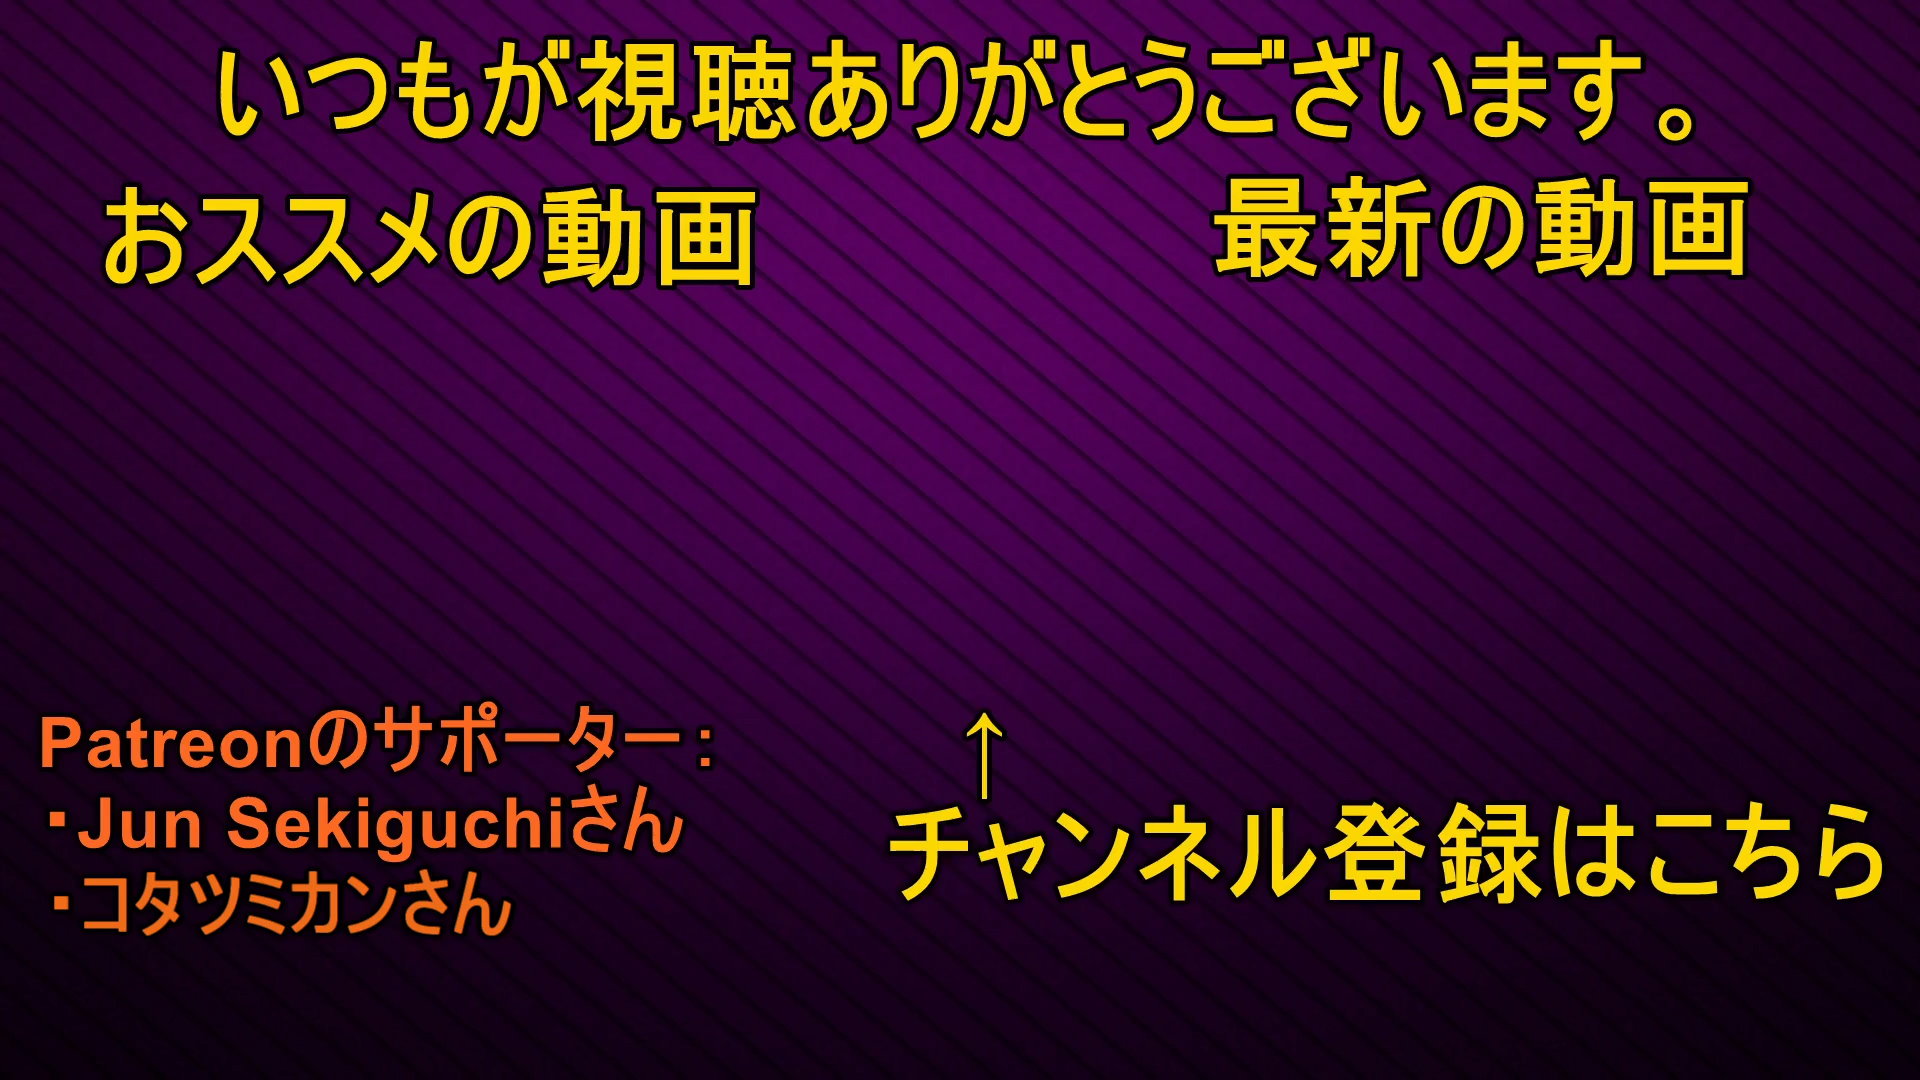 いつもが視聴ありがとうございます。
おススメの動画
最新の動画
Patreonのサポーター：
・Jun Sekiguchiさん
・コタツミカンさん
↑
チャンネル登録はこちら